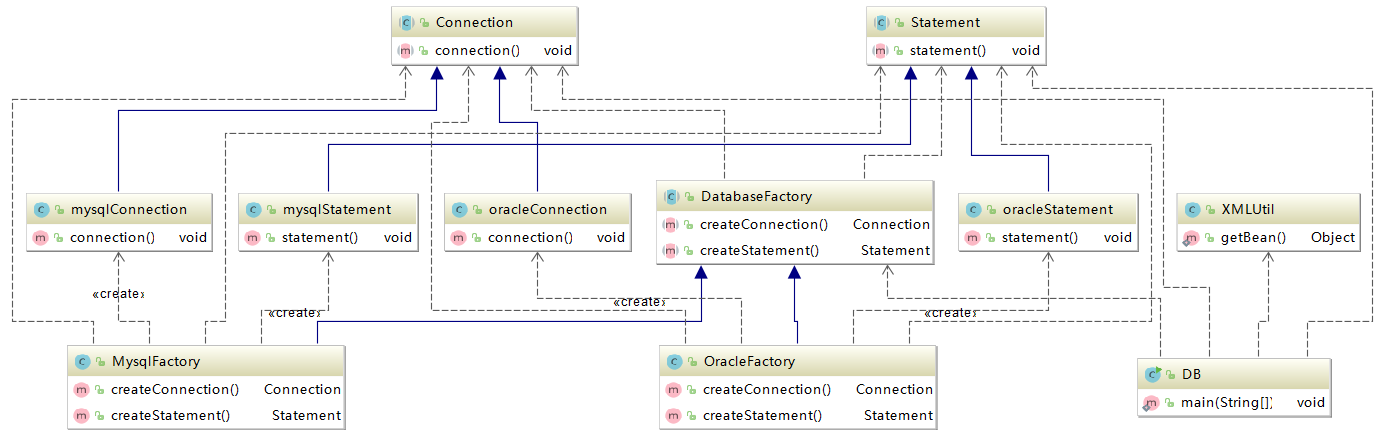 Connection
connection() void
Statement
statement() void
mysqlConnection
connection() void
mysqlStatement
statement() void
oracleConnection
connection() void
DatabaseFactory
createConnection() Connection
createStatement() Statement
oracleStatement
statement() void
XMLUtil
getBean() Object
«create»
«create»
«create»
«create»
MysqlFactory
createConnection() Connection
createStatement() Statement
OracleFactory
createConnection() Connection
createStatement() Statement
DB
main(String[]) void